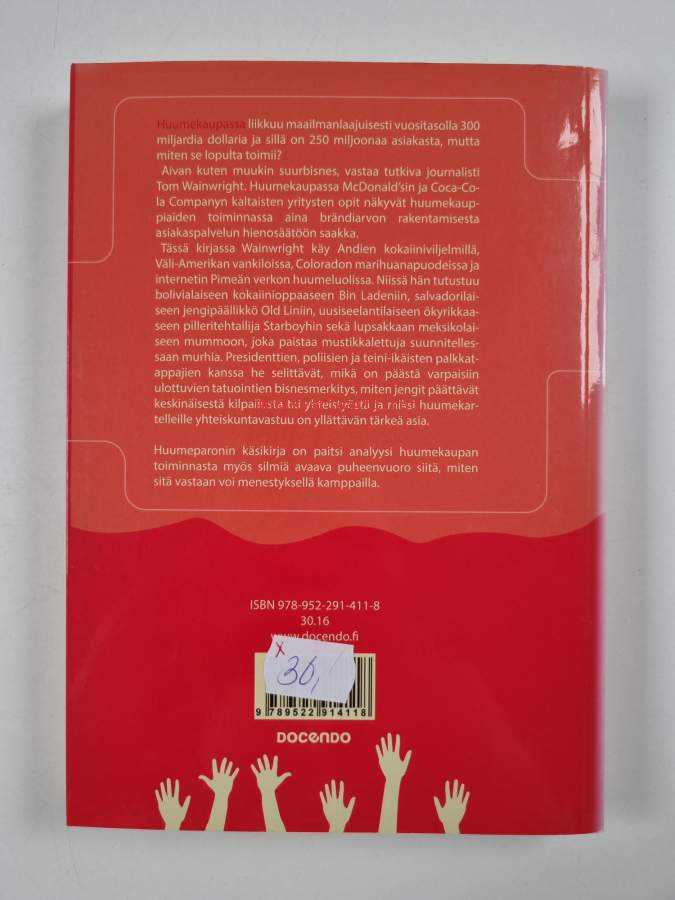 Huumekaupassa liikkuu maailmanlaajuisesti vuositasolla 300
miljardia dollaria ja sillä on 250 miljoonaa asiakasta, mutta
miten se lopulta toimii?
Aivan kuten muukin suurbisnes, vastaa tutkiva journalisti
Tom Wainwright. Huumekaupassa McDonald'sin ja Coca-Co-
la Companyn kaltaisten yritysten opit näkyvät huumekaup-
piaiden toiminnassa aina brändiarvon rakentamisesta
asiakaspalvelun hienosäätöön saakka.
Tässä kirjassa Wainwright käy Andien kokaiiniviljelmillä,
Väli-Amerikan vankiloissa, Coloradon marihuanapuodeissa ja
internetin Pimeän verkon huumeluolissa. Niissä hän tutustuu
bolivialaiseen kokaiinioppaaseen Bin Ladeniin, salvadorilai-
seen jengipäällikkö Old Liniin, uusiseelantilaiseen ökyrikkaa-
seen pilleritehtailija Starboyhin sekä lupsakkaan meksikolai-
seen mummoon, joka paistaa mustikkalettuja suunnitelles-
saan murhia. Presidenttien, poliisien ja teini-ikäisten palkkat-
appajien kanssa he selittävät, mikä on päästä varpaisiin
ulottuvien tatuointien bisnesmerkitys, miten jengit päättävät
keskinäisestä kilpailusta tai yhteistyöstä ja miksi huumekar-
telleille yhteiskuntavastuu on yllättävän tärkeä asia.
Huumeparonin käsikirja on paitsi analyysi huumekaupan
toiminnasta myös silmiä avaava puheenvuoro siitä, miten
sitä vastaan voi menestyksellä kamppailla.
ISBN 978-952-291-411-8
30.16
www.docendo.fi
x
30,-
9 789522 914118
DOCENDO